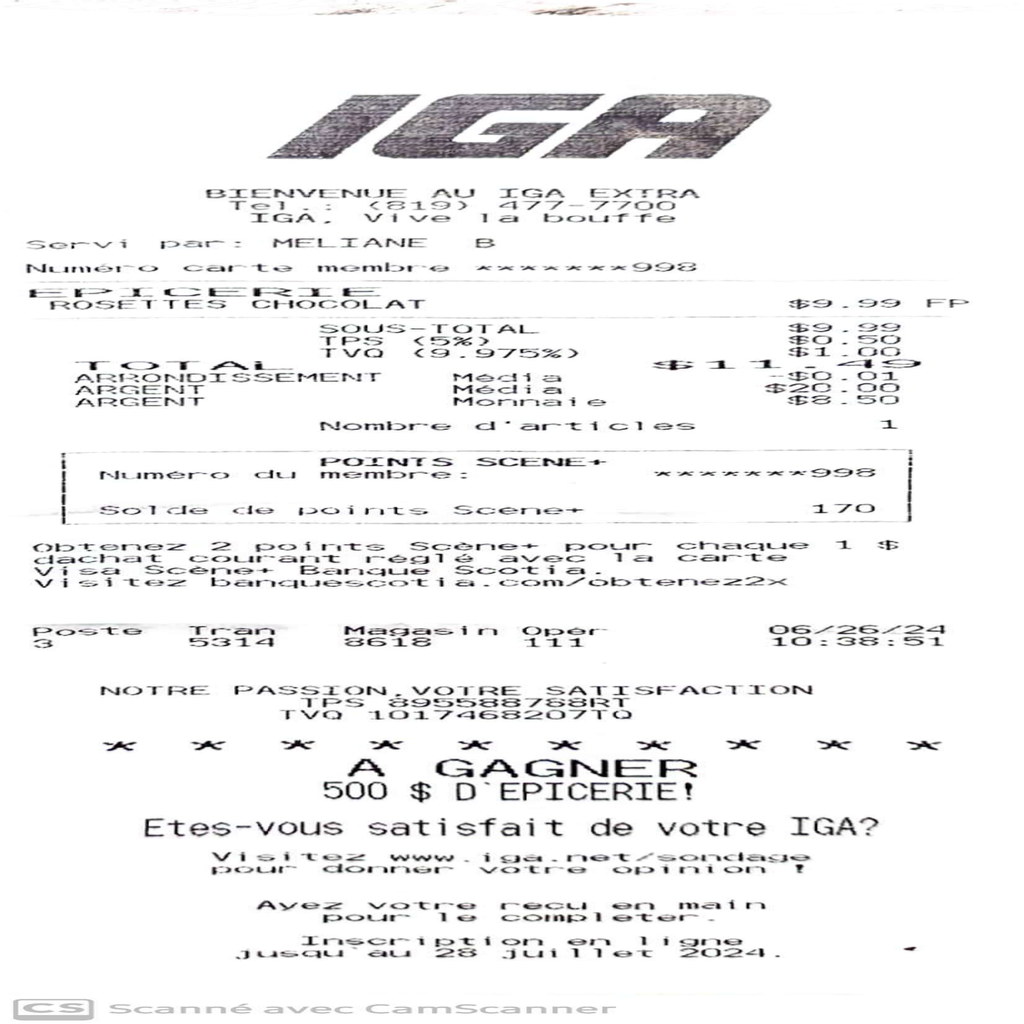 IGA
BIENVENUE AU IGA EXTRA
Tel.: (819) 477-7700
IGA, Vive la bouffe
Servi par: MELIANE B
Numéro carte membre *******998
EPICERIE
ROSETTES CHOCOLAT $9.99 FP
SOUS-TOTAL $9.99
TPS (5%) $0.50
TVQ (9.975%) $1.00
TOTAL $11.49
ARRONDISSEMENT Média -$0.01
ARGENT Média $20.00
ARGENT Monnaie $8.50
Nombre d'articles 1
POINTS SCENE+
Numéro du membre: *******998
Solde de points Scène+ 170
Obtenez 2 points Scène+ pour chaque 1 $
dachat courant réglé avec la carte
Visa Scène+ Banque Scotia.
Visitez banquescotia.com/obtenez2x
Poste Tran Magasin Opér 06/26/24
3 5314 8618 111 10:38:51
NOTRE PASSION,VOTRE SATISFACTION
TPS 895588788RT
TVQ 1017468207TQ
* * * * * * * * * *
A GAGNER
500 $ D`EPICERIE!
Etes-vous satisfait de votre IGA?
Visitez www.iga.net/sondage
pour donner votre opinion !
Ayez votre recu en main
pour le completer.
Inscription en ligne
jusqu`au 28 juillet 2024.
CS Scanné avec CamScanner